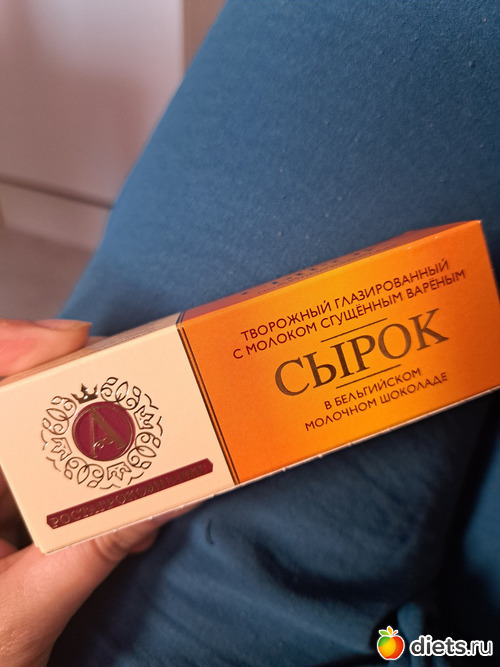 ТВОРОЖНЫЙ ГЛАЗИРОВАННЫЙ
С МОЛОКОМ СГУЩЁННЫМ ВАРЁНЫМ
СЫРОК
В БЕЛЬГИЙСКОМ
МОЛОЧНОМ ШОКОЛАДЕ
А
diets.ru